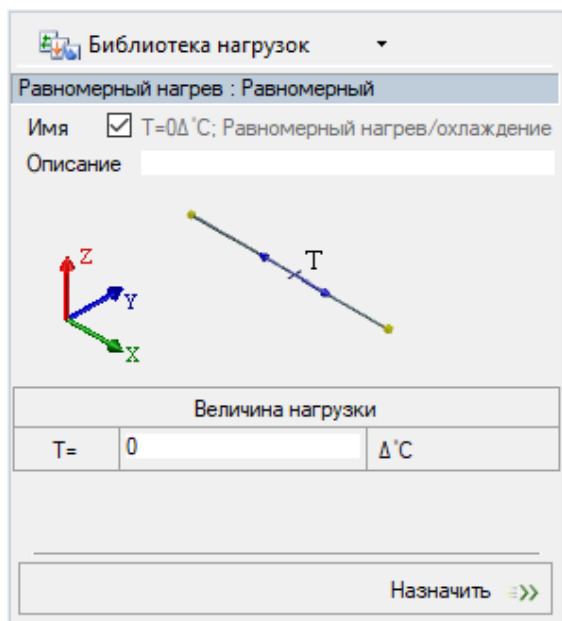 Библиотека нагрузок
Равномерный нагрев : Равномерный
Имя T=0Δ°C; Равномерный нагрев/охлаждение
Описание
Z
T
Y
X
Величина нагрузки
T= 0 Δ°C
Назначить